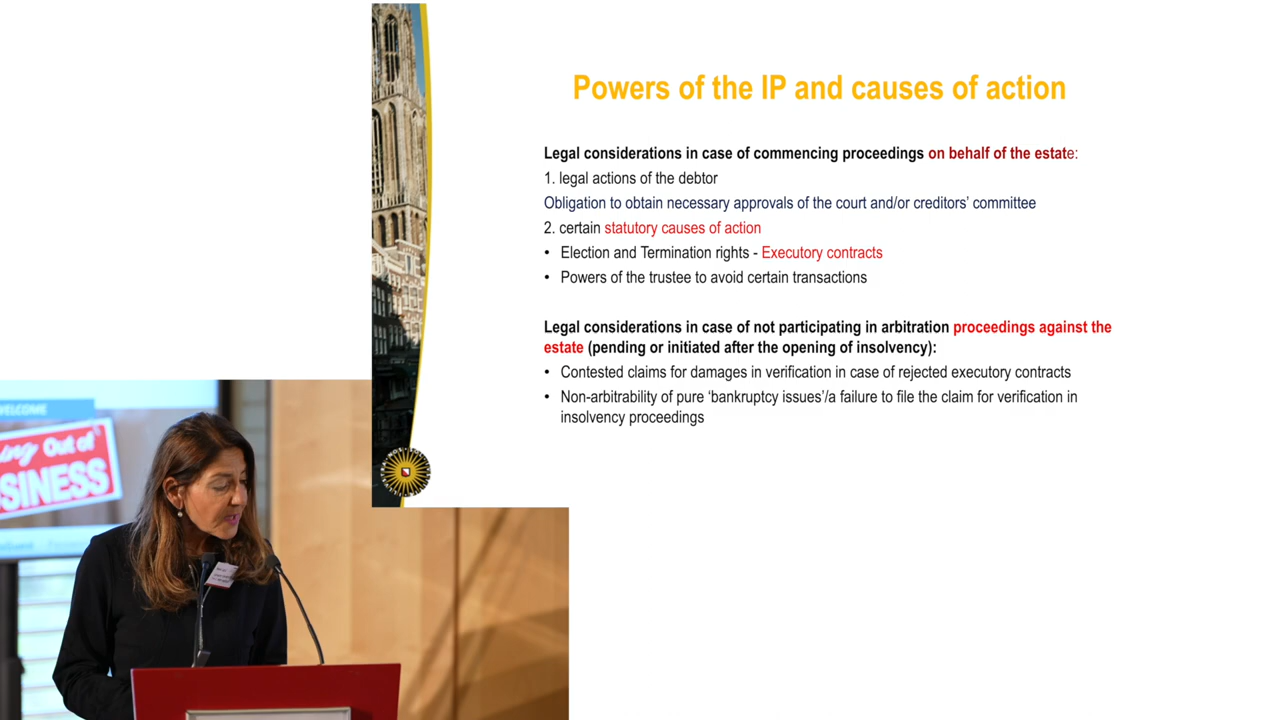 Powers of the IP and causes of action
Legal considerations in case of commencing proceedings on behalf of the estate:
1. legal actions of the debtor
Obligation to obtain necessary approvals of the court and/or creditors’ committee
2. certain statutory causes of action
• Election and Termination rights - Executory contracts
• Powers of the trustee to avoid certain transactions
Legal considerations in case of not participating in arbitration proceedings against the
estate (pending or initiated after the opening of insolvency):
• Contested claims for damages in verification in case of rejected executory contracts
• Non-arbitrability of pure ‘bankruptcy issues’/a failure to file the claim for verification in
insolvency proceedings
WELCOME
ing Out of
SINESS